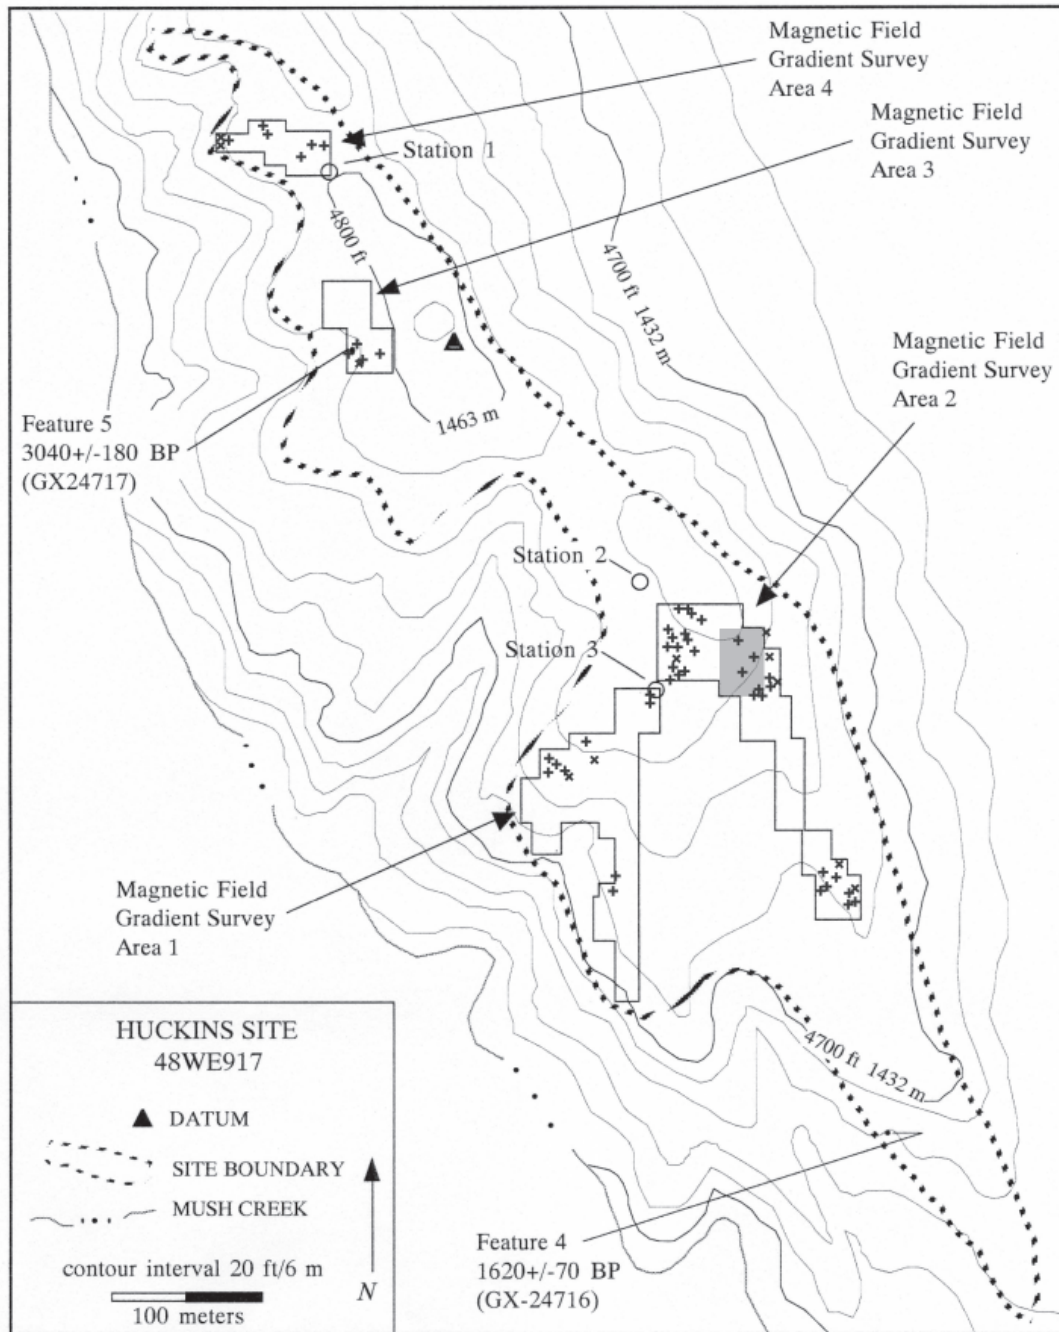 Magnetic Field
Gradient Survey
Area 4
Magnetic Field
Gradient Survey
Area 3
Station 1
4800 ft
4700 ft 1432 m
Magnetic Field
Gradient Survey
Area 2
1463 m
Feature 5
3040+/-180 BP
(GX24717)
Station 2
Station 3
Magnetic Field
Gradient Survey
Area 1
4700 ft 1432 m
HUCKINS SITE
48WE917
DATUM
SITE BOUNDARY
MUSH CREEK
contour interval 20 ft/6 m
100 meters
N
Feature 4
1620+/-70 BP
(GX-24716)